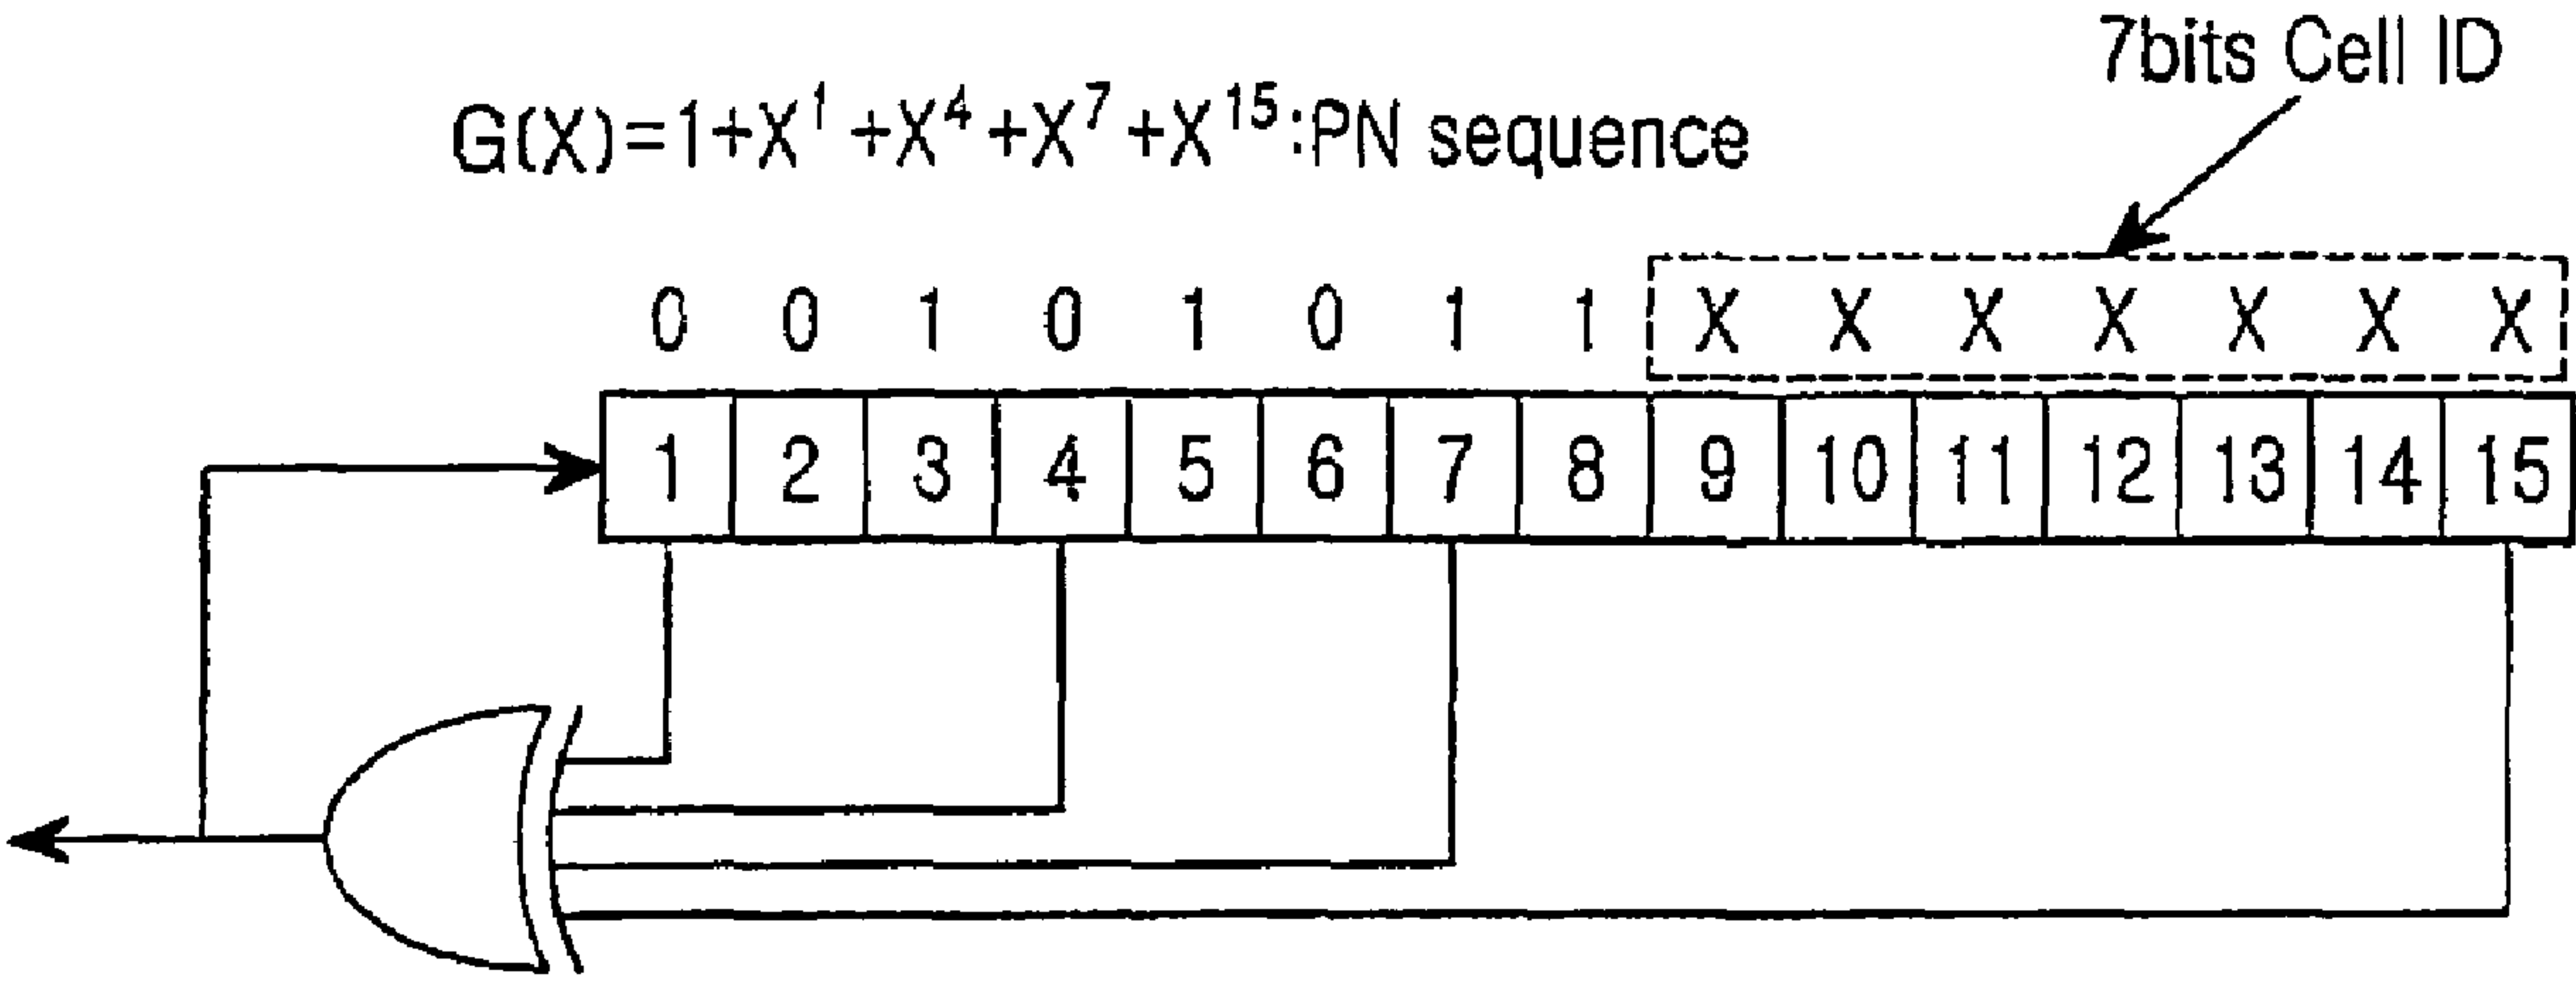 7bits Cell ID
G(X)=1+X¹+X⁴+X⁷+X¹⁵:PN sequence
0 0 1 0 1 0 1 1 X X X X X X X
1 2 3 4 5 6 7 8 9 10 11 12 13 14 15